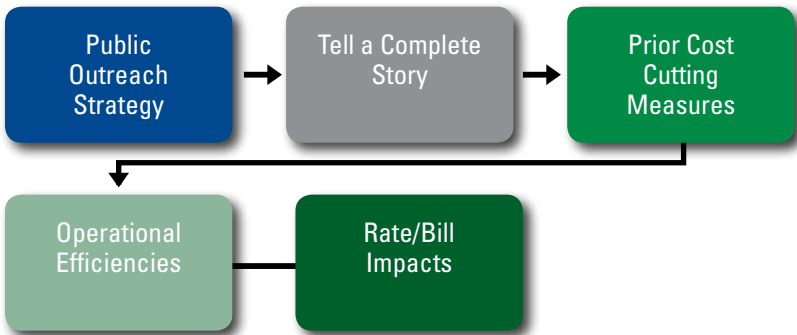 Public
Outreach
Strategy
Tell a Complete
Story
Prior Cost
Cutting
Measures
Operational
Efficiencies
Rate/Bill
Impacts